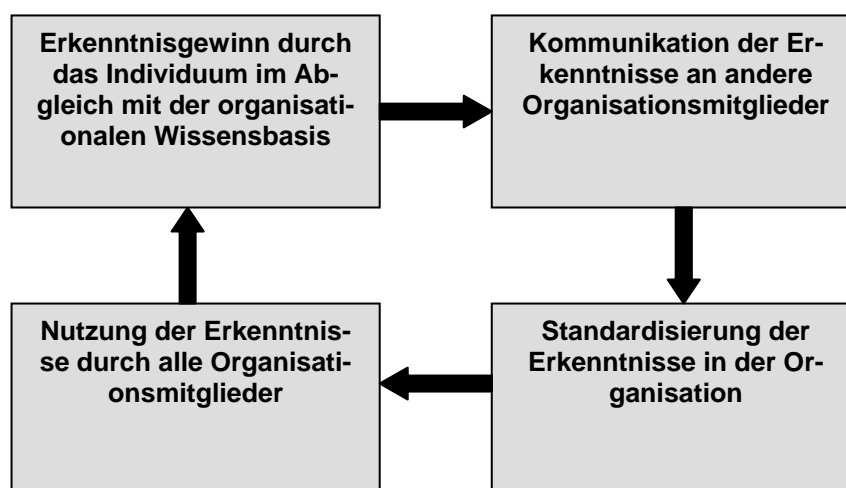 Erkenntnisgewinn durch
das Individuum im Ab-
gleich mit der organisati-
onalen Wissensbasis
Kommunikation der Er-
kenntnisse an andere
Organisationsmitglieder
Nutzung der Erkenntnis-
se durch alle Organisati-
onsmitglieder
Standardisierung der
Erkenntnisse in der Or-
ganisation